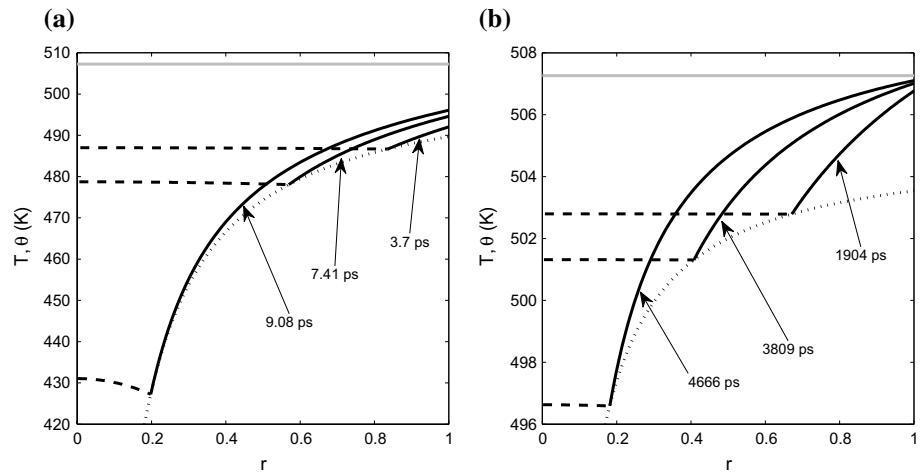 (a)
T, θ (K)
510
500
490
480
470
460
450
440
430
420
0
0.2
0.4
0.6
0.8
1
r
3.7 ps
7.41 ps
9.08 ps
(b)
T, θ (K)
508
506
504
502
500
498
496
0
0.2
0.4
0.6
0.8
1
r
1904 ps
3809 ps
4666 ps